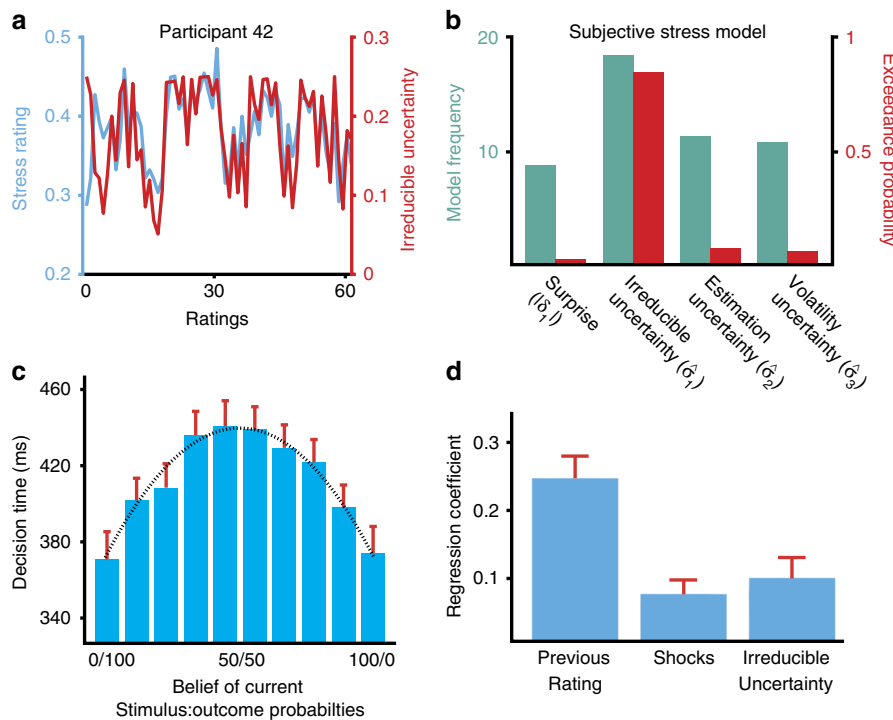 a
Participant 42
0.5
0.4
0.3
0.2
Stress rating
0.3
0.2
0.1
0
Irreducible uncertainty
0
30
60
Ratings
b
Subjective stress model
20
10
Model frequency
1
0.5
Exceedance
probability
Surprise
(|δ1|)
Irreducible
uncertainty (σ̂1)
Estimation
uncertainty (σ̂2)
Volatility
uncertainty (σ̂3)
c
460
420
380
340
Decision time (ms)
0/100
50/50
100/0
Belief of current
Stimulus:outcome probabilties
d
0.3
0.2
0.1
Regression coefficient
Previous
Rating
Shocks
Irreducible
Uncertainty